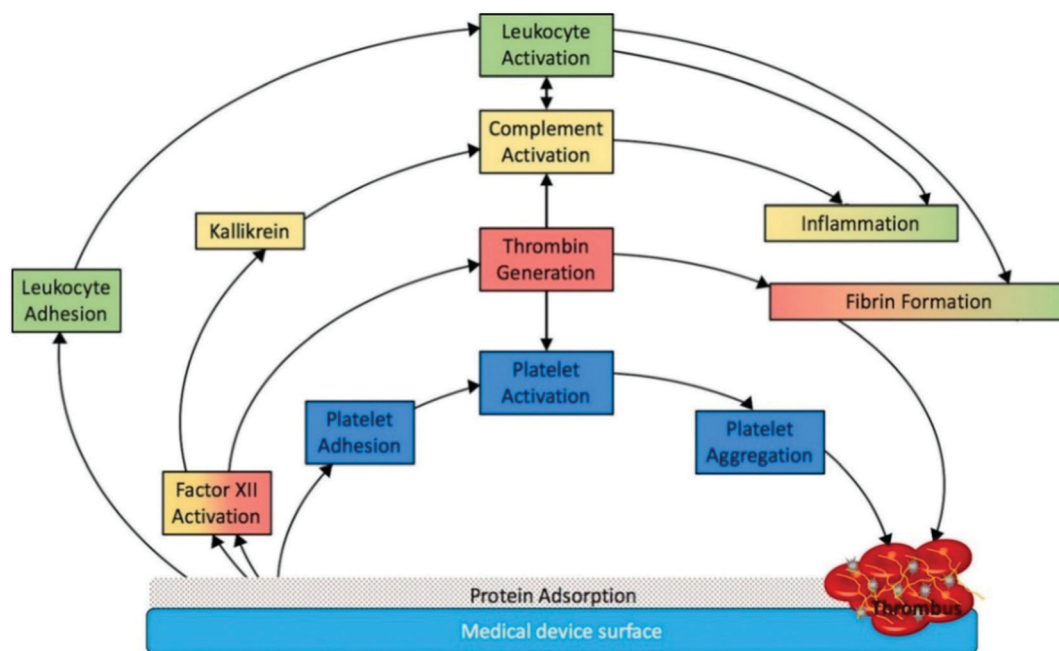 Leukocyte
Activation
Complement
Activation
Kallikrein
Inflammation
Thrombin
Generation
Leukocyte
Adhesion
Fibrin Formation
Platelet
Activation
Platelet
Adhesion
Platelet
Aggregation
Factor XII
Activation
Protein Adsorption
Thrombus
Medical device surface